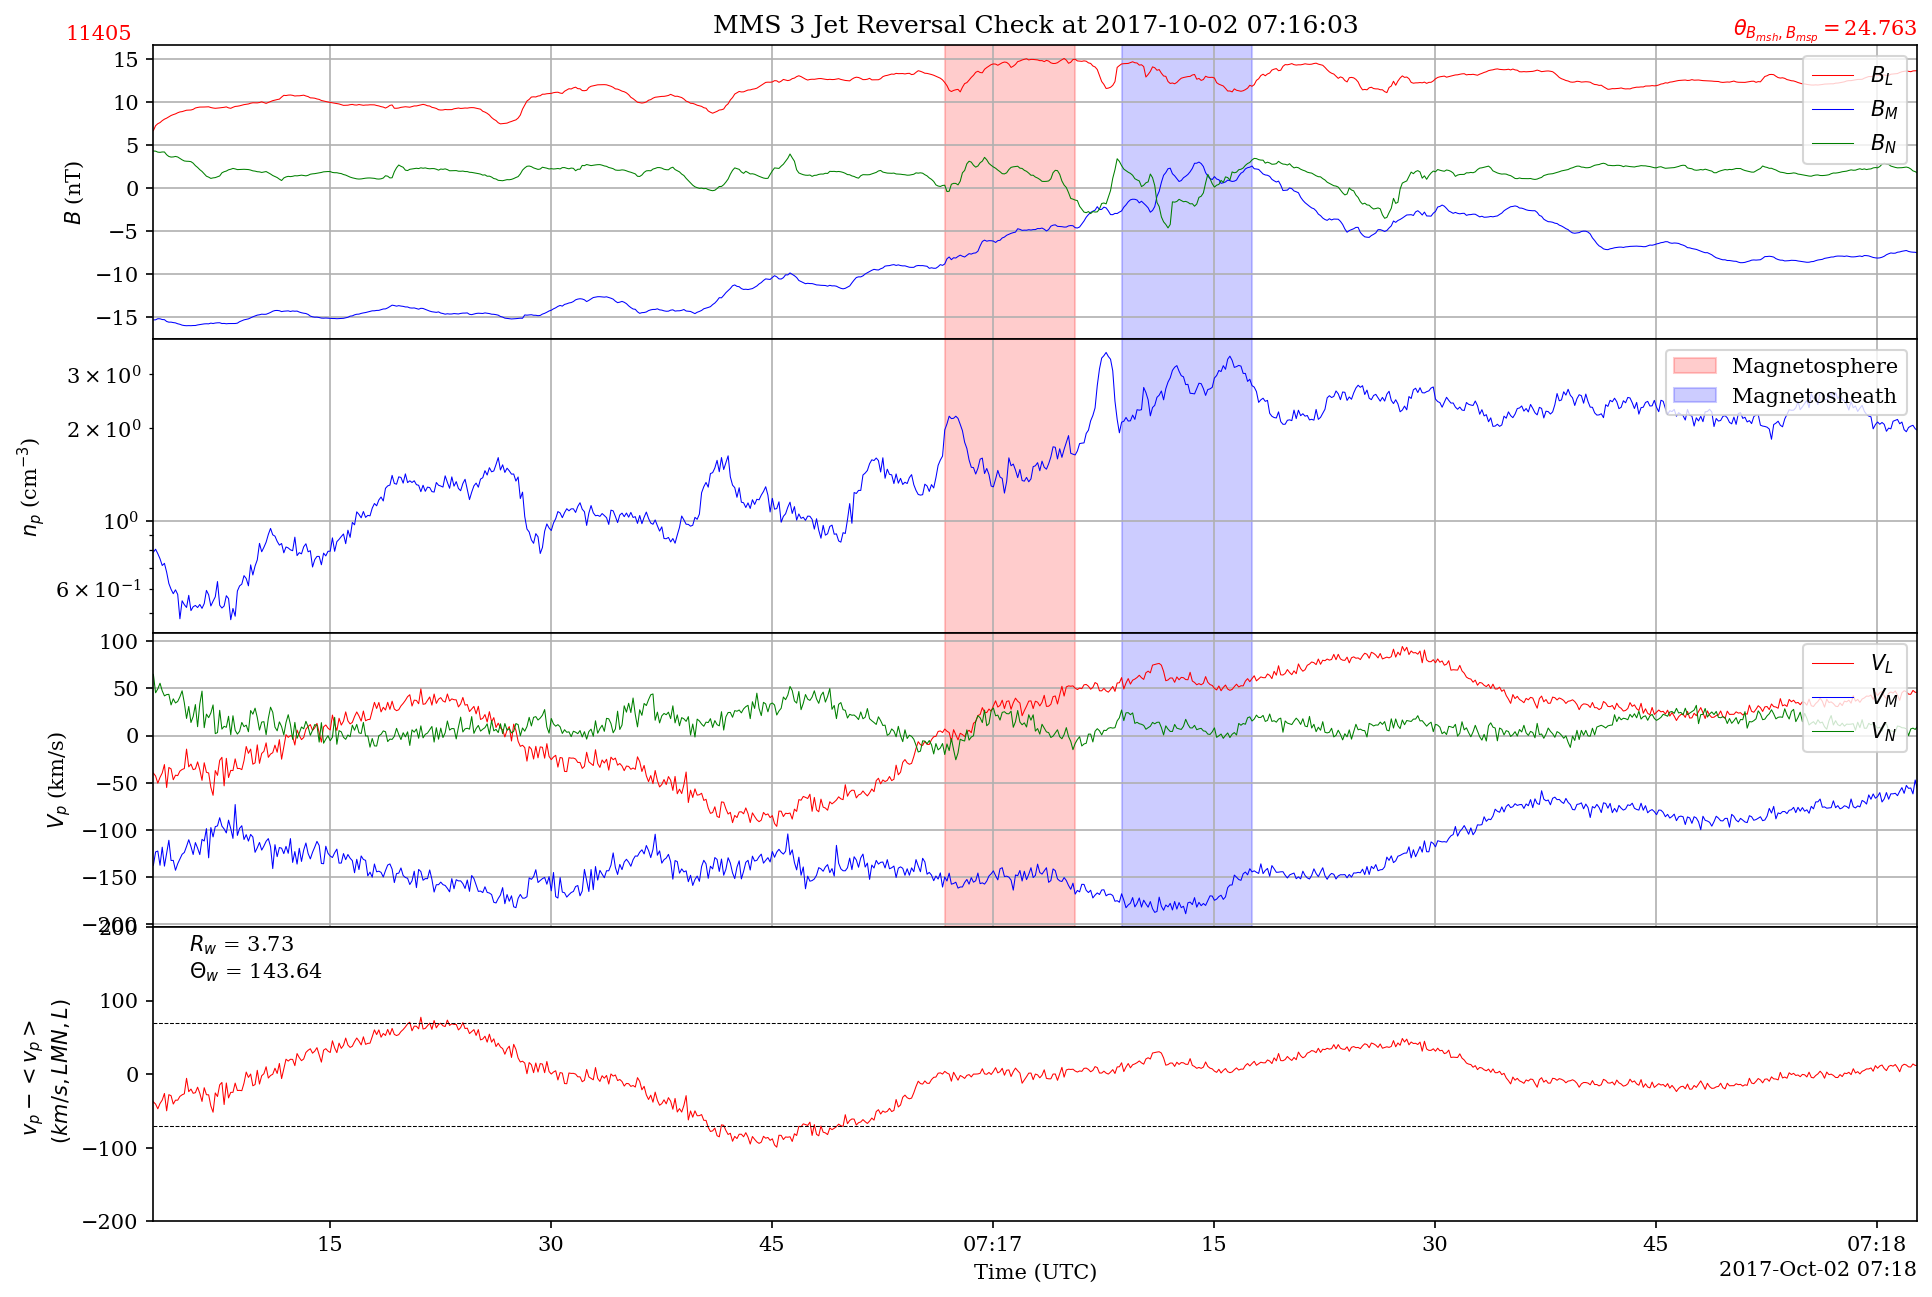 11405
MMS 3 Jet Reversal Check at 2017-10-02 07:16:03
θ_{B_{msh}, B_{msp}} = 24.763
B (nT)
15
10
5
0
−5
−10
−15
B_L
B_M
B_N
n_p (cm^{−3})
3 × 10^0
2 × 10^0
10^0
6 × 10^{−1}
Magnetosphere
Magnetosheath
V_p (km/s)
100
50
0
−50
−100
−150
−200
V_L
V_M
V_N
v_p − < v_p >
(km/s, LMN, L)
200
100
0
−100
−200
R_w = 3.73
Θ_w = 143.64
15 30 45 07:17 15 30 45 07:18
Time (UTC)
2017-Oct-02 07:18